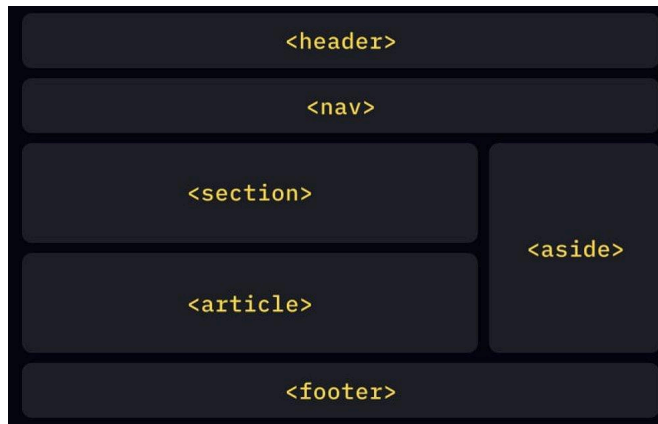 <header>
<nav>
<section>
<aside>
<article>
<footer>